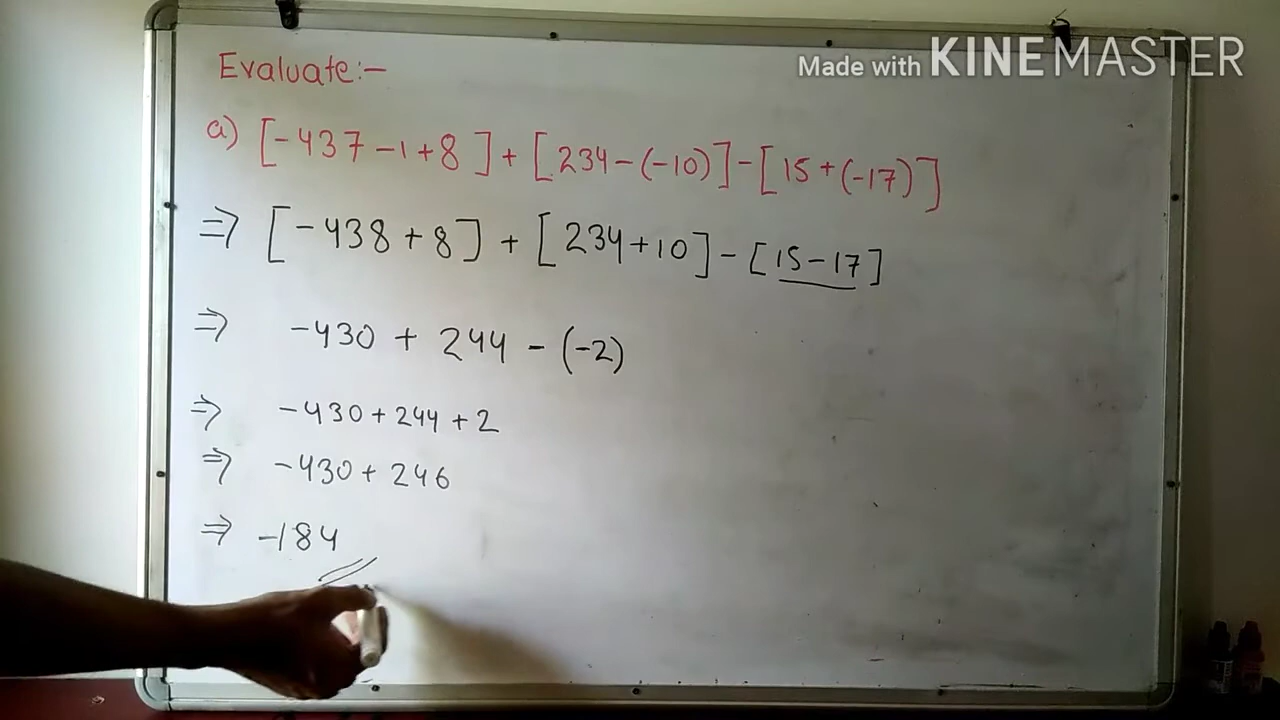 Made with KINEMASTER
Evaluate:-
a) [-437-1+8]+[234-(-10)]-[15+(-17)]
⇒ [-438+8]+[234+10]-[15-17]
⇒ -430+244-(-2)
⇒ -430+244+2
⇒ -430+246
⇒ -184